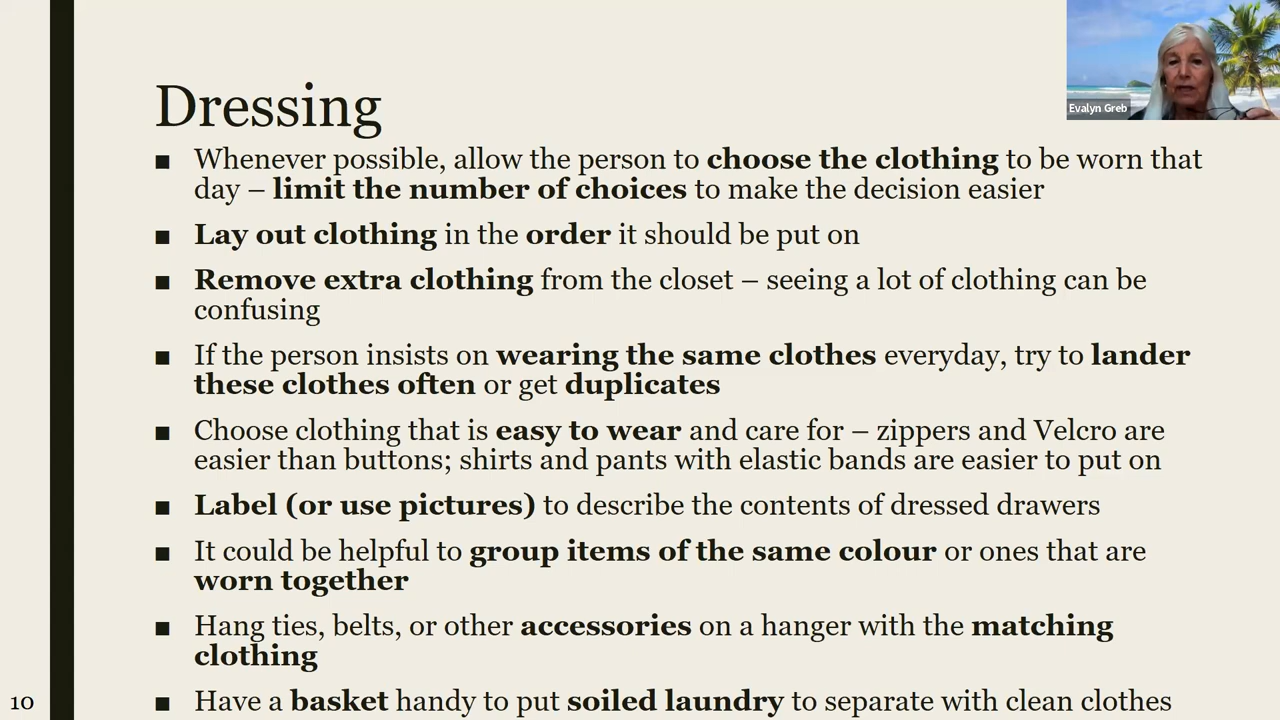 Evalyn Greb
Dressing
■ Whenever possible, allow the person to choose the clothing to be worn that
day – limit the number of choices to make the decision easier
■ Lay out clothing in the order it should be put on
■ Remove extra clothing from the closet – seeing a lot of clothing can be
confusing
■ If the person insists on wearing the same clothes everyday, try to lander
these clothes often or get duplicates
■ Choose clothing that is easy to wear and care for – zippers and Velcro are
easier than buttons; shirts and pants with elastic bands are easier to put on
■ Label (or use pictures) to describe the contents of dressed drawers
■ It could be helpful to group items of the same colour or ones that are
worn together
■ Hang ties, belts, or other accessories on a hanger with the matching
clothing
■ Have a basket handy to put soiled laundry to separate with clean clothes
10